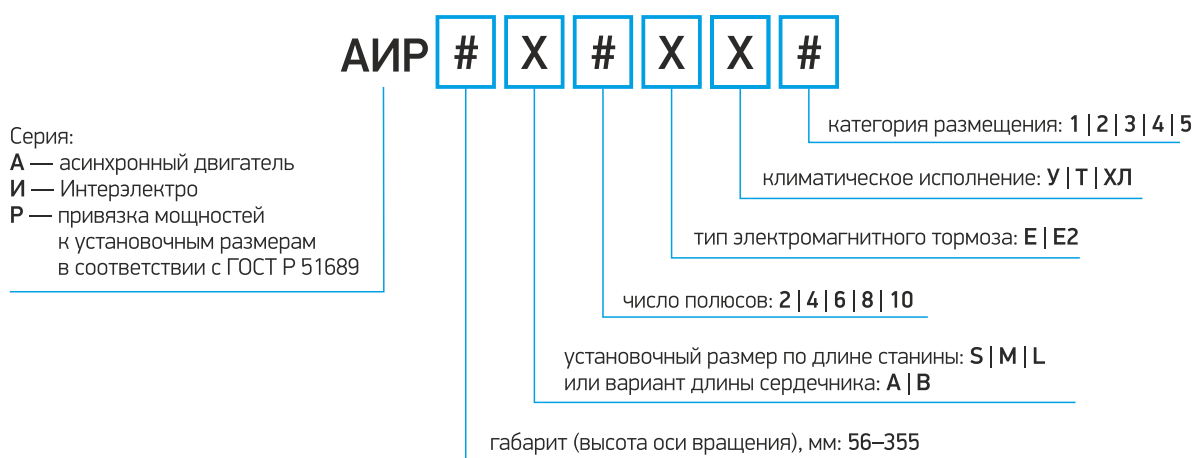 АИР # Х # Х Х #
Серия:
А — асинхронный двигатель
И — Интерэлектро
Р — привязка мощностей
к установочным размерам
в соответствии с ГОСТ Р 51689
категория размещения: 1 | 2 | 3 | 4 | 5
климатическое исполнение: У | Т | ХЛ
тип электромагнитного тормоза: Е | Е2
число полюсов: 2 | 4 | 6 | 8 | 10
установочный размер по длине станины: S | M | L
или вариант длины сердечника: А | В
габарит (высота оси вращения), мм: 56–355